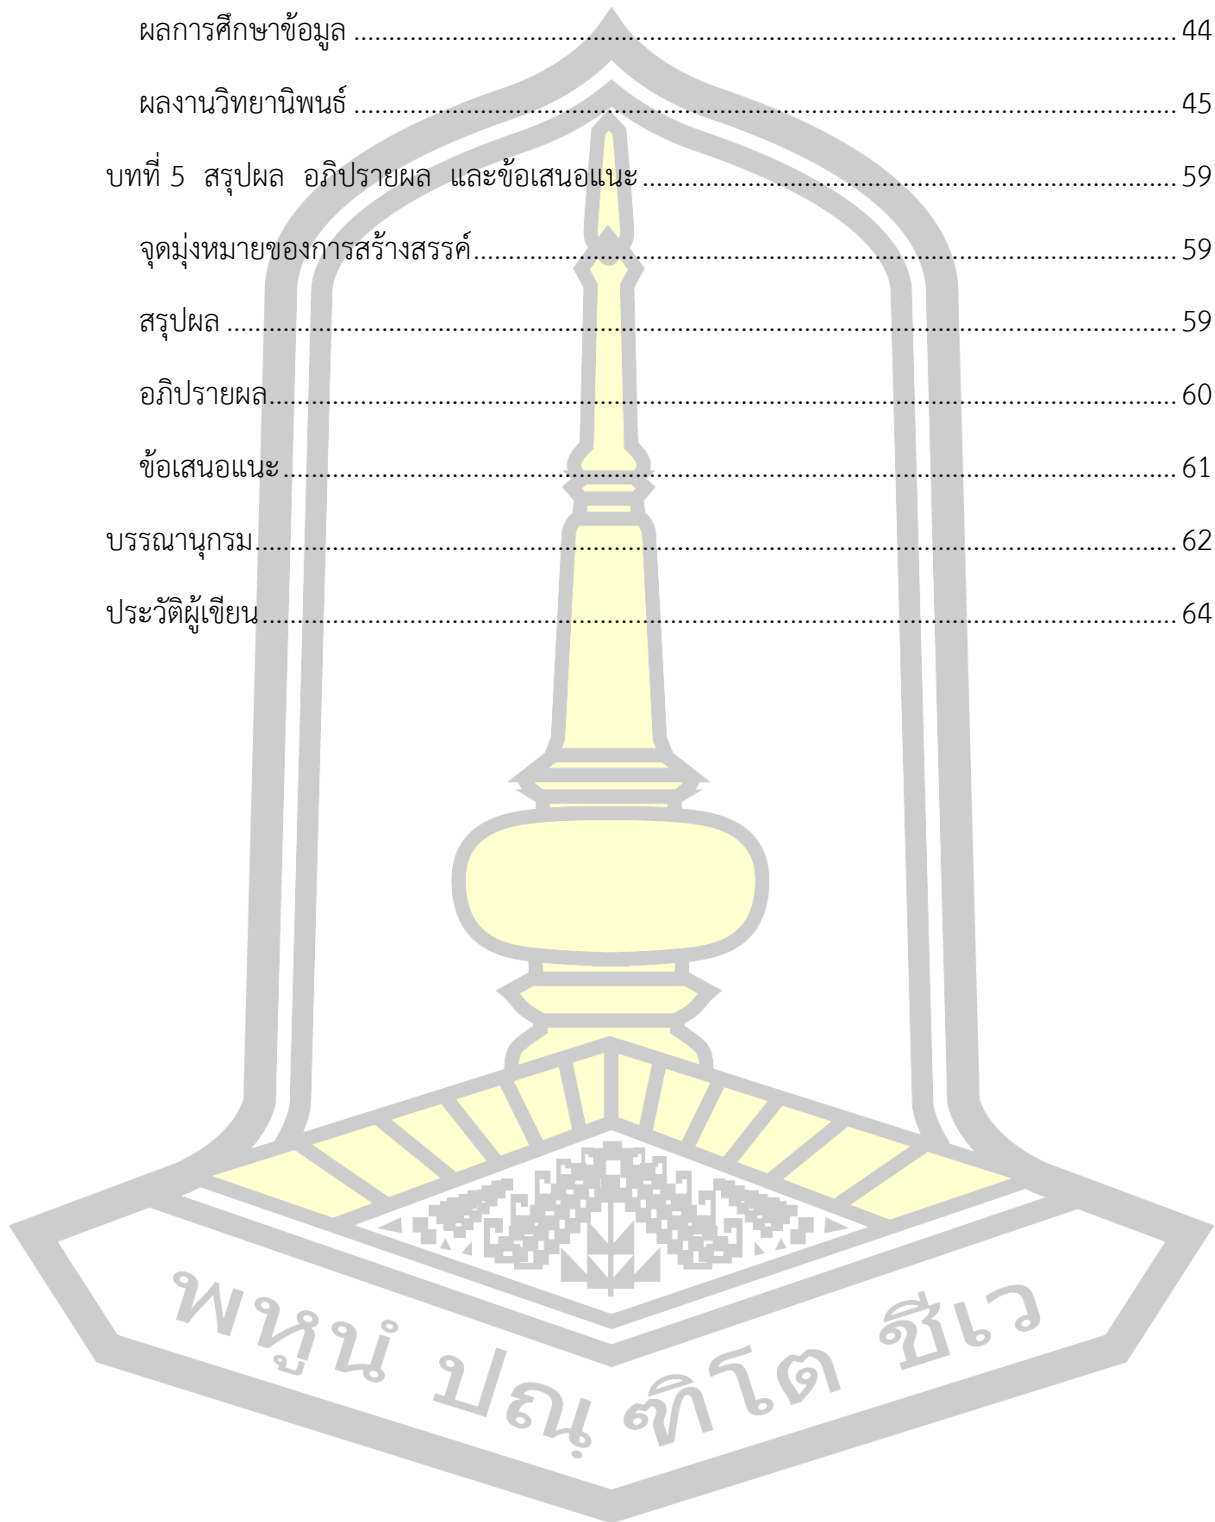 ผลการศึกษาข้อมูล ........................................................................................................ 44
ผลงานวิทยานิพนธ์ ........................................................................................................ 45
บทที่ 5 สรุปผล อภิปรายผล และข้อเสนอแนะ .................................................................... 59
จุดมุ่งหมายของการสร้างสรรค์ ......................................................................................... 59
สรุปผล ........................................................................................................................ 59
อภิปรายผล ................................................................................................................... 60
ข้อเสนอแนะ ................................................................................................................. 61
บรรณานุกรม ................................................................................................................. 62
ประวัติผู้เขียน ................................................................................................................ 64
พหูนํ ปณฺ ฑิโต ชีเว